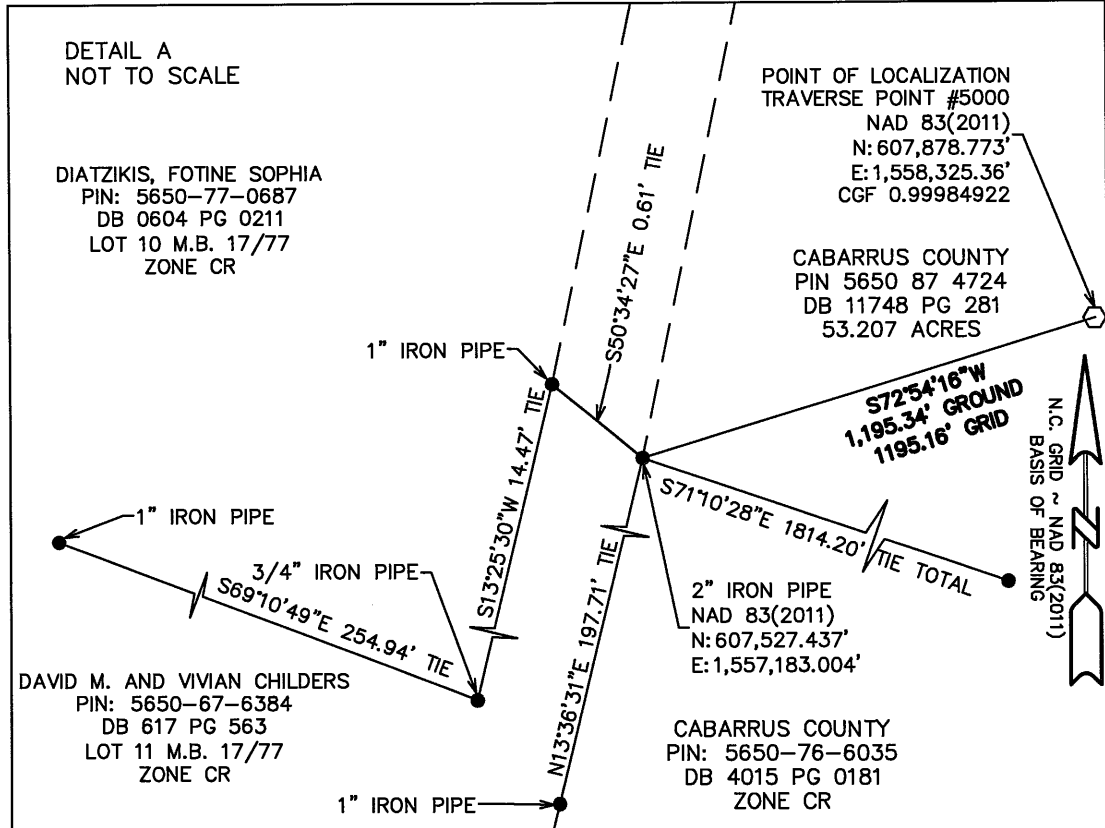 DETAIL A
NOT TO SCALE
POINT OF LOCALIZATION
TRAVERSE POINT #5000
NAD 83(2011)
N: 607,878.773'
E: 1,558,325.36'
CGF 0.99984922
DIATZIKIS, FOTINE SOPHIA
PIN: 5650-77-0687
DB 0604 PG 0211
LOT 10 M.B. 17/77
ZONE CR
S50°34'27"E 0.61' TIE
CABARRUS COUNTY
PIN 5650 87 4724
DB 11748 PG 281
53.207 ACRES
1" IRON PIPE
S72°54'16"W
1,195.34' GROUND
1195.16' GRID
N.C. GRID ~ NAD 83(2011)
BASIS OF BEARING
N
S13°25'30"W 14.47' TIE
S71°10'28"E 1814.20' TIE TOTAL
1" IRON PIPE
3/4" IRON PIPE
S69°10'49"E 254.94' TIE
N13°36'31"E 197.71' TIE
2" IRON PIPE
NAD 83(2011)
N: 607,527.437'
E: 1,557,183.004'
DAVID M. AND VIVIAN CHILDERS
PIN: 5650-67-6384
DB 617 PG 563
LOT 11 M.B. 17/77
ZONE CR
CABARRUS COUNTY
PIN: 5650-76-6035
DB 4015 PG 0181
ZONE CR
1" IRON PIPE